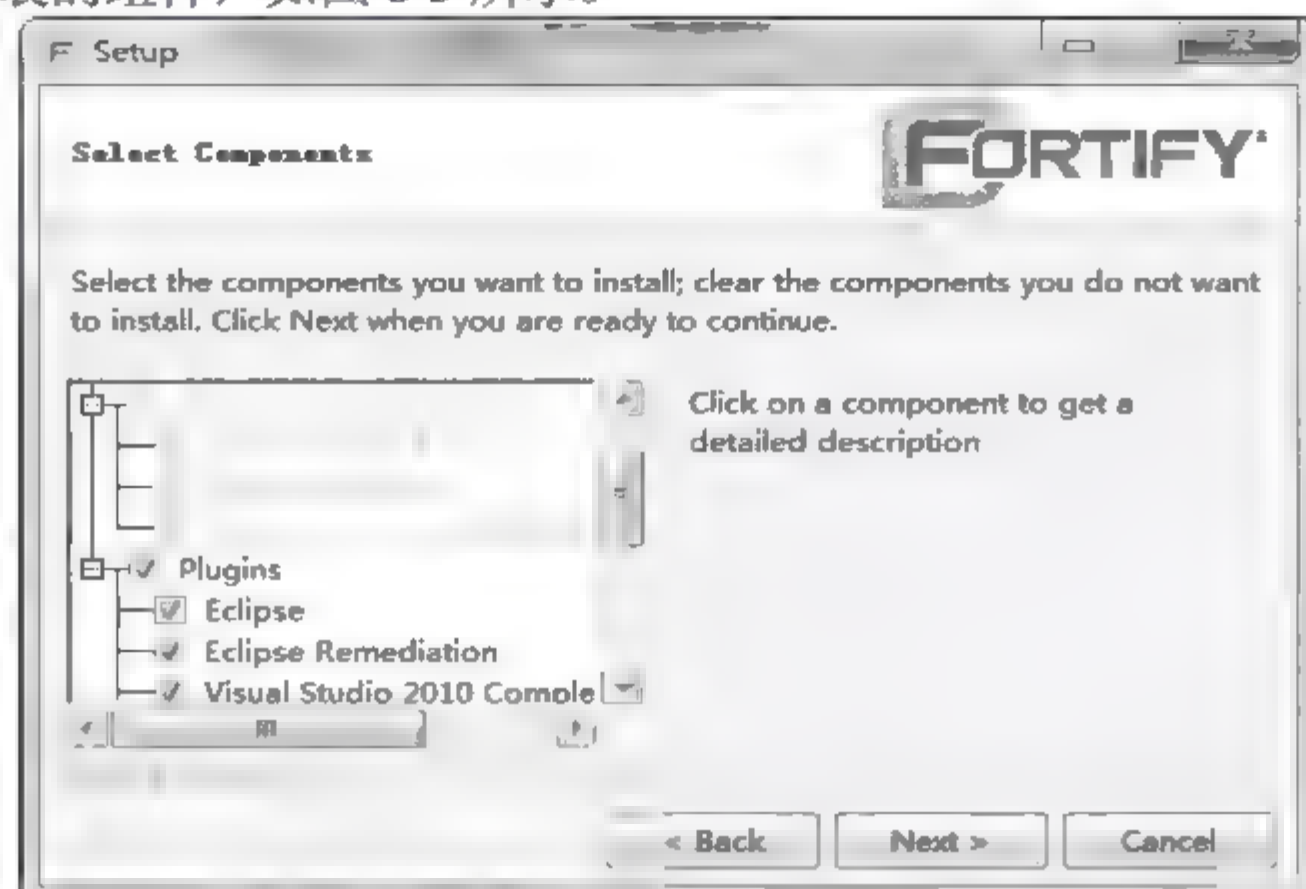 Setup
Select Components
FORTIFY
Select the components you want to install; clear the components you do not want
to install. Click Next when you are ready to continue.
Click on a component to get a
detailed description
Plugins
Eclipse
Eclipse Remediation
Visual Studio 2010 Comple
< Back
Next >
Cancel